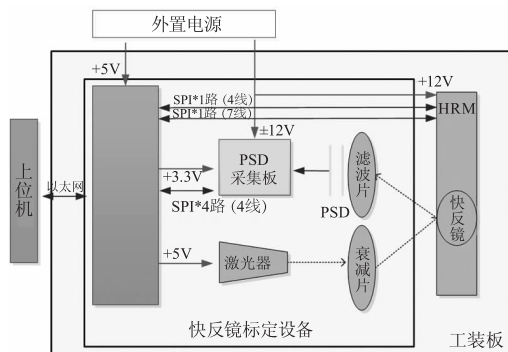 外置电源
+5V
+12V
SPI*1路 (4线)
SPI*1路 (7线)
HRM
±12V
上位机
以太网
+3.3V
PSD
采集板
滤波片
SPI*4路 (4线)
PSD
快反镜
+5V
激光器
衰减片
快反镜标定设备
工装板